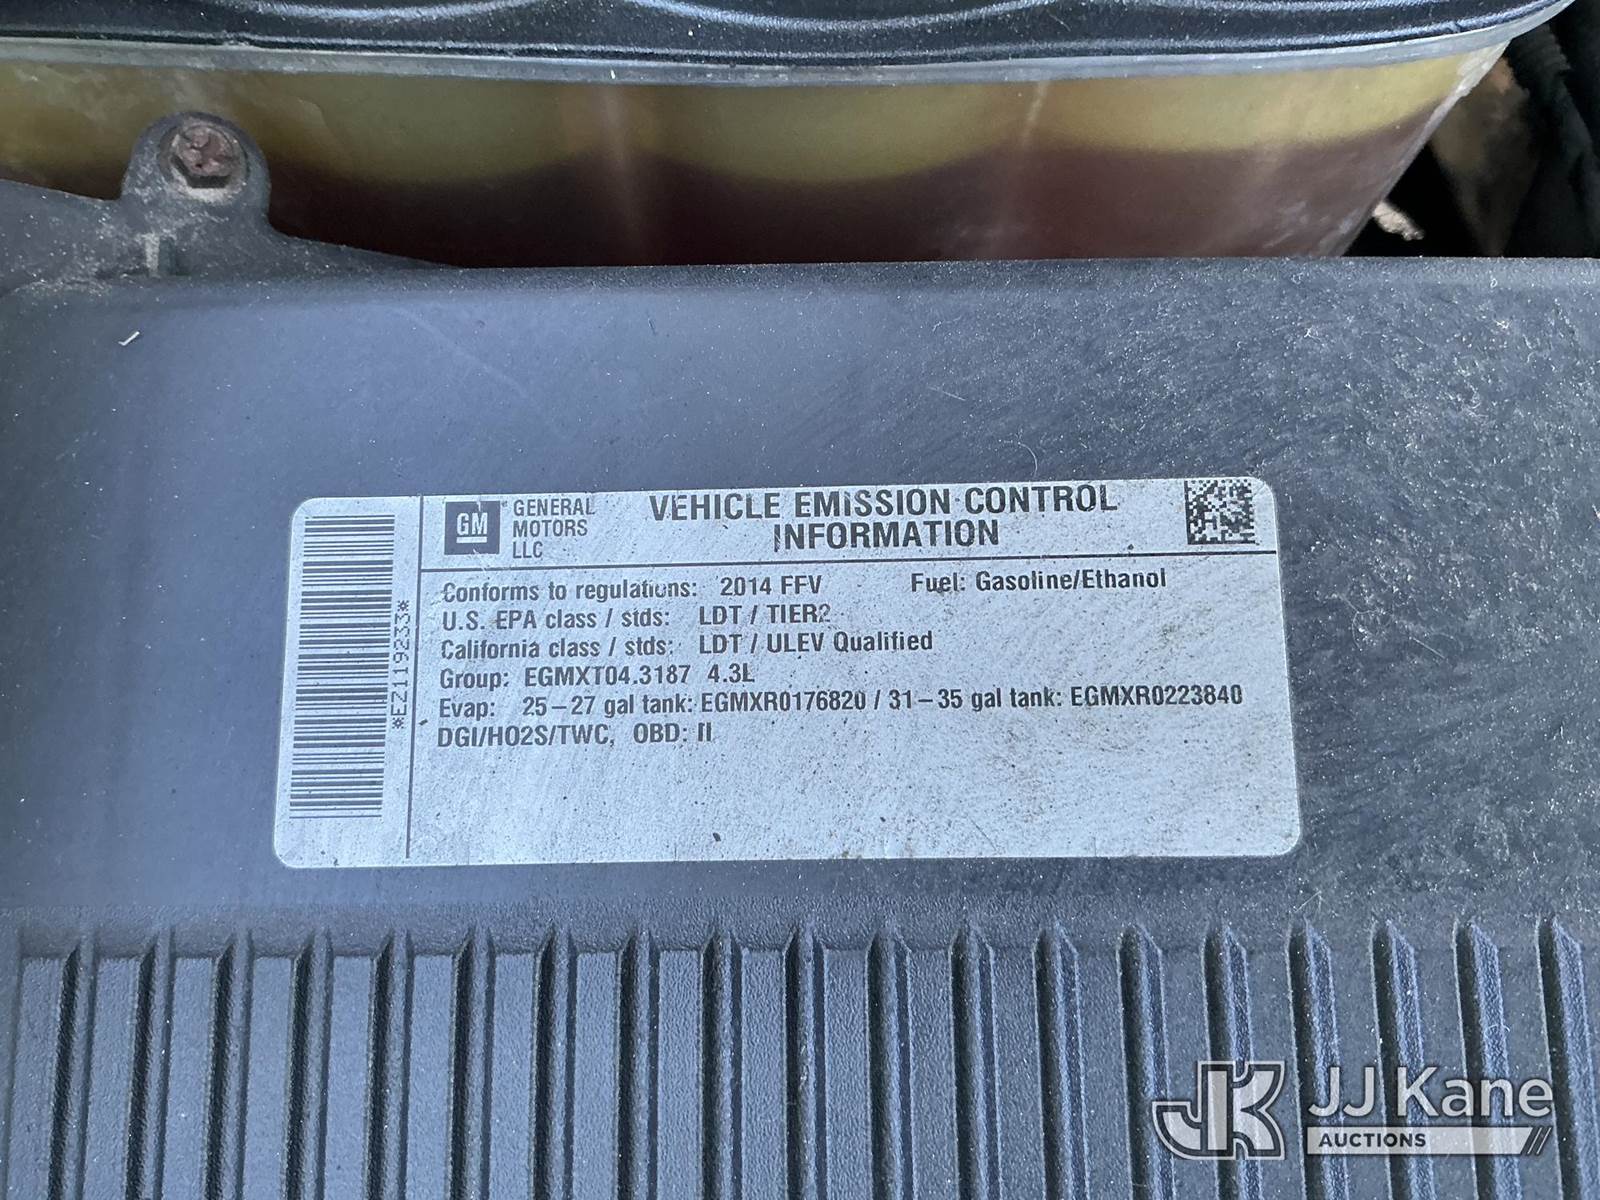 GM GENERAL MOTORS LLC
VEHICLE EMISSION CONTROL
INFORMATION
Conforms to regulations: 2014 FFV Fuel: Gasoline/Ethanol
U.S. EPA class / stds: LDT / TIER2
California class / stds: LDT / ULEV Qualified
Group: EGMXT04.3187 4.3L
Evap: 25-27 gal tank: EGMXR0176820 / 31-35 gal tank: EGMXR0223840
DGI/HO2S/TWC, OBD: II
*EZ119233*
JK JJ Kane
AUCTIONS